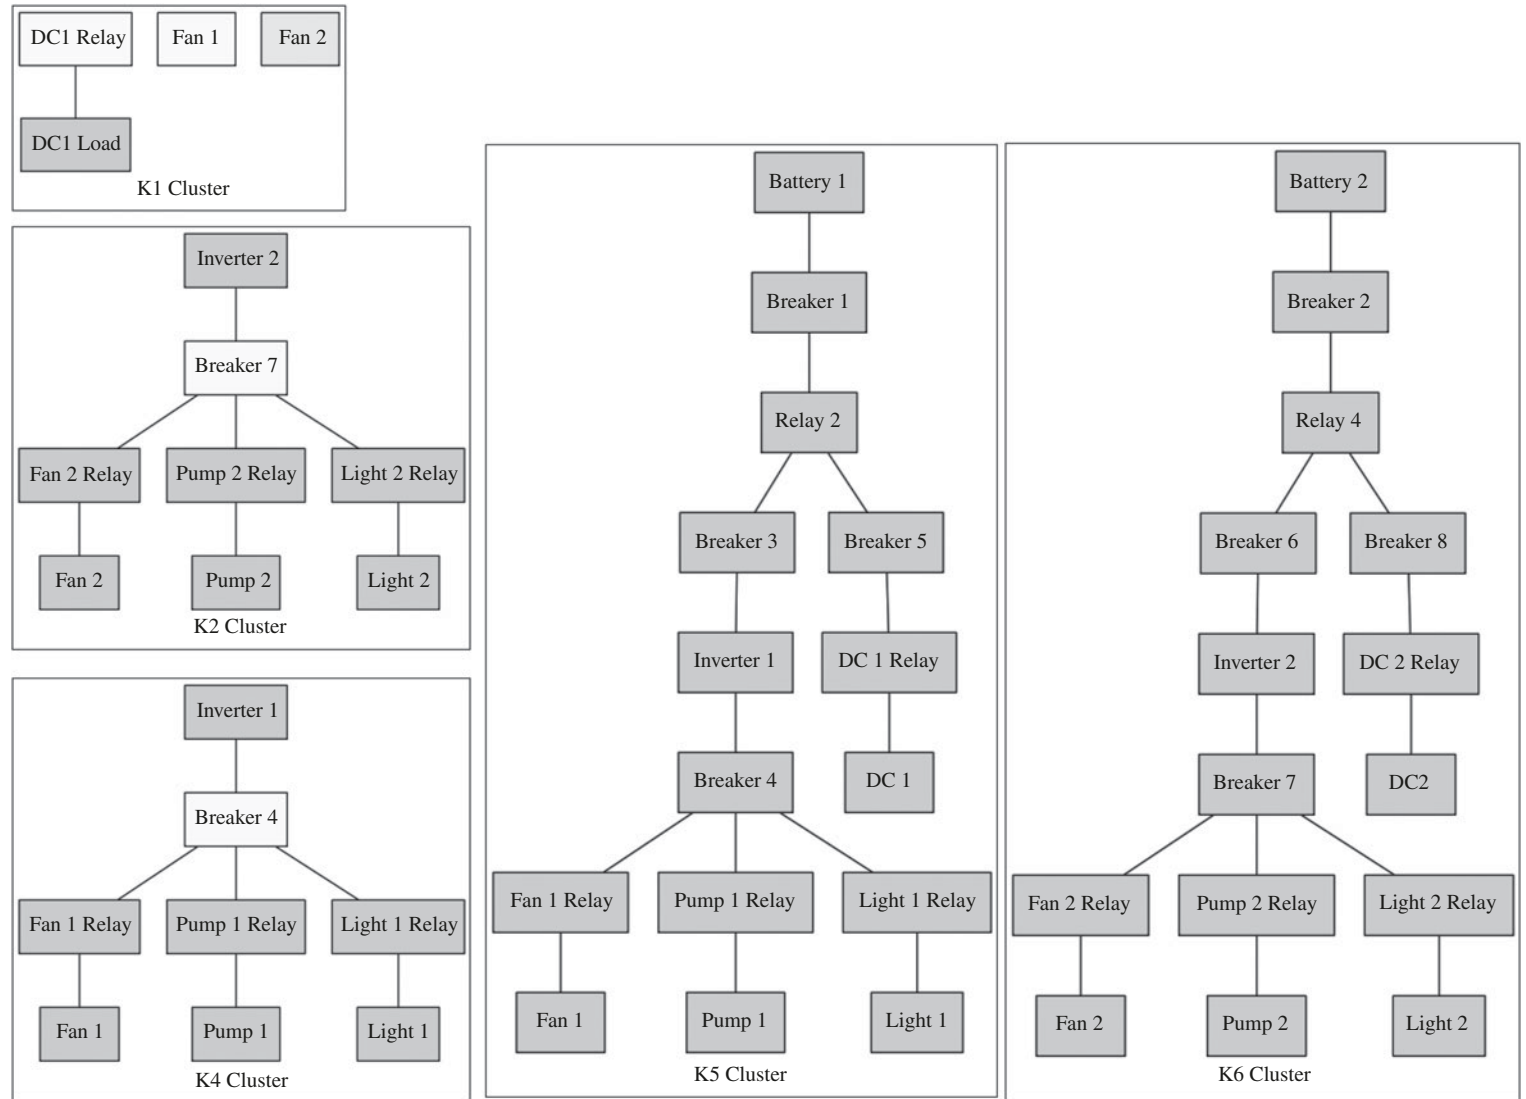 DC1 Relay
Fan 1
Fan 2
DC1 Load
K1 Cluster
Inverter 2
Breaker 7
Fan 2 Relay
Pump 2 Relay
Light 2 Relay
Fan 2
Pump 2
Light 2
K2 Cluster
Inverter 1
Breaker 4
Fan 1 Relay
Pump 1 Relay
Light 1 Relay
Fan 1
Pump 1
Light 1
K4 Cluster
Battery 1
Breaker 1
Relay 2
Breaker 3
Breaker 5
Inverter 1
DC 1 Relay
Breaker 4
DC 1
Fan 1 Relay
Pump 1 Relay
Light 1 Relay
Fan 1
Pump 1
Light 1
K5 Cluster
Battery 2
Breaker 2
Relay 4
Breaker 6
Breaker 8
Inverter 2
DC 2 Relay
Breaker 7
DC2
Fan 2 Relay
Pump 2 Relay
Light 2 Relay
Fan 2
Pump 2
Light 2
K6 Cluster